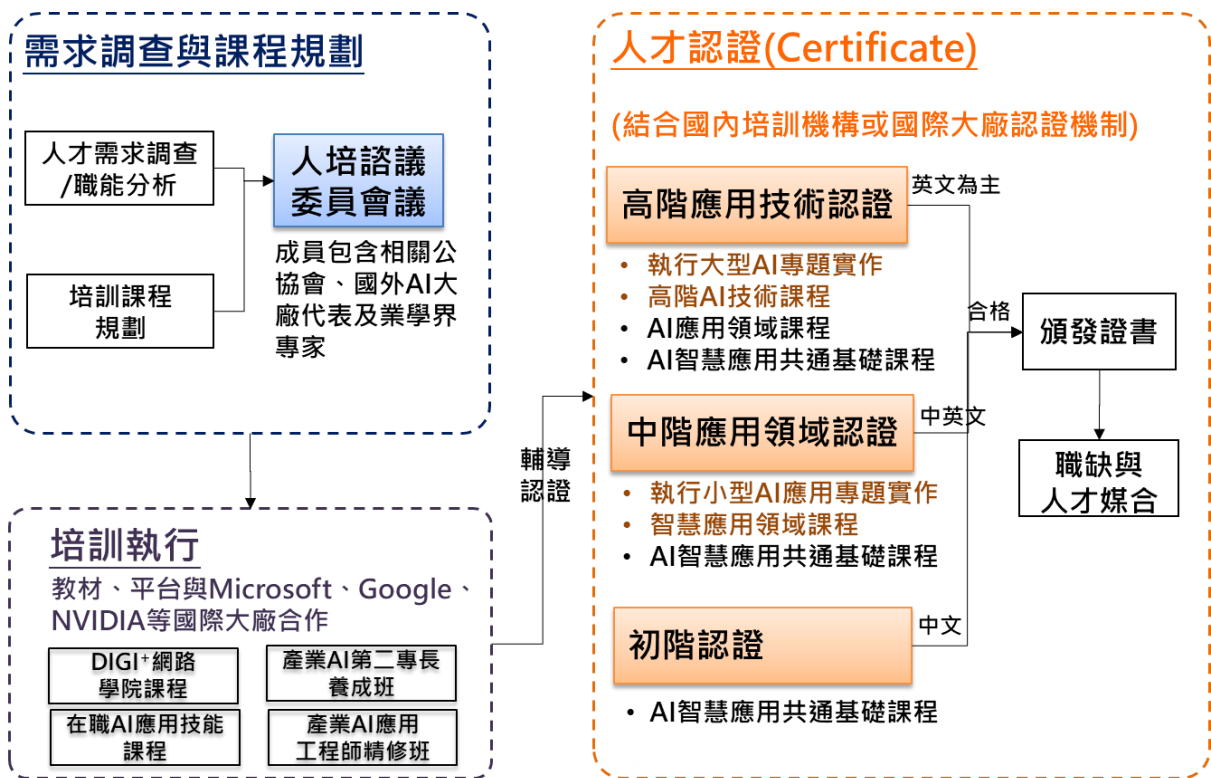 需求調查與課程規劃
人才需求調查
/職能分析
培訓課程
規劃
人培諮議
委員會議
成員包含相關公
協會、國外AI大
廠代表及業學界
專家
培訓執行
教材、平台與Microsoft、Google、
NVIDIA等國際大廠合作
DIGI⁺網路
學院課程
產業AI第二專長
養成班
在職AI應用技能
課程
產業AI應用
工程師精修班
輔導
認證
人才認證(Certificate)
(結合國內培訓機構或國際大廠認證機制)
高階應用技術認證
英文為主
• 執行大型AI專題實作
• 高階AI技術課程
• AI應用領域課程
• AI智慧應用共通基礎課程
中階應用領域認證
中英文
• 執行小型AI應用專題實作
• 智慧應用領域課程
• AI智慧應用共通基礎課程
初階認證
中文
• AI智慧應用共通基礎課程
合格
頒發證書
職缺與
人才媒合